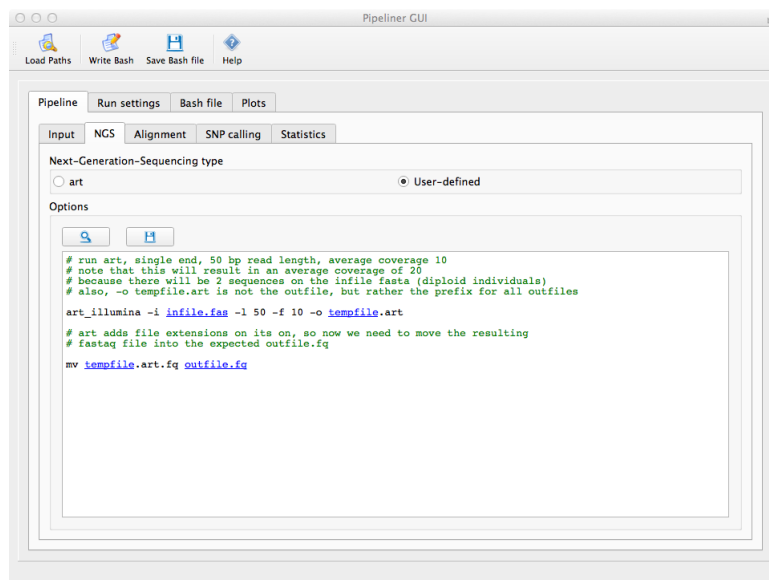 Pipeliner GUI
Load Paths Write Bash Save Bash file Help
Pipeline Run settings Bash file Plots
Input NGS Alignment SNP calling Statistics
Next-Generation-Sequencing type
art User-defined
Options
# run art, single end, 50 bp read length, average coverage 10
# note that this will result in an average coverage of 20
# because there will be 2 sequences on the infile fasta (diploid individuals)
# also, -o tempfile.art is not the outfile, but rather the prefix for all outfiles
art_illumina -i infile.fas -l 50 -f 10 -o tempfile.art
# art adds file extensions on its on, so now we need to move the resulting
# fastaq file into the expected outfile.fq
mv tempfile.art.fq outfile.fq